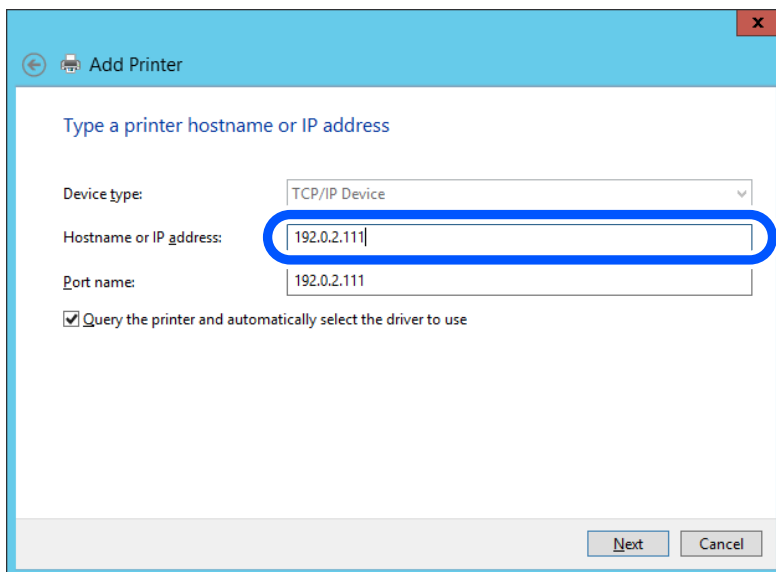 x
Add Printer
Type a printer hostname or IP address
Device type: TCP/IP Device
Hostname or IP address: 192.0.2.111
Port name: 192.0.2.111
Query the printer and automatically select the driver to use
Next Cancel